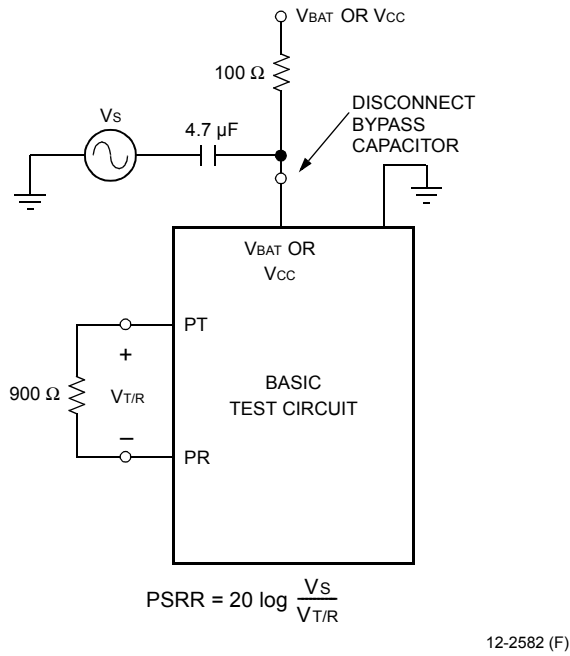 VBAT OR VCC
100 Ω
VS
4.7 µF
DISCONNECT
BYPASS
CAPACITOR
VBAT OR
VCC
PT
+
900 Ω
VT/R
BASIC
TEST CIRCUIT
–
PR
PSRR = 20 log VS
VT/R
12-2582 (F)